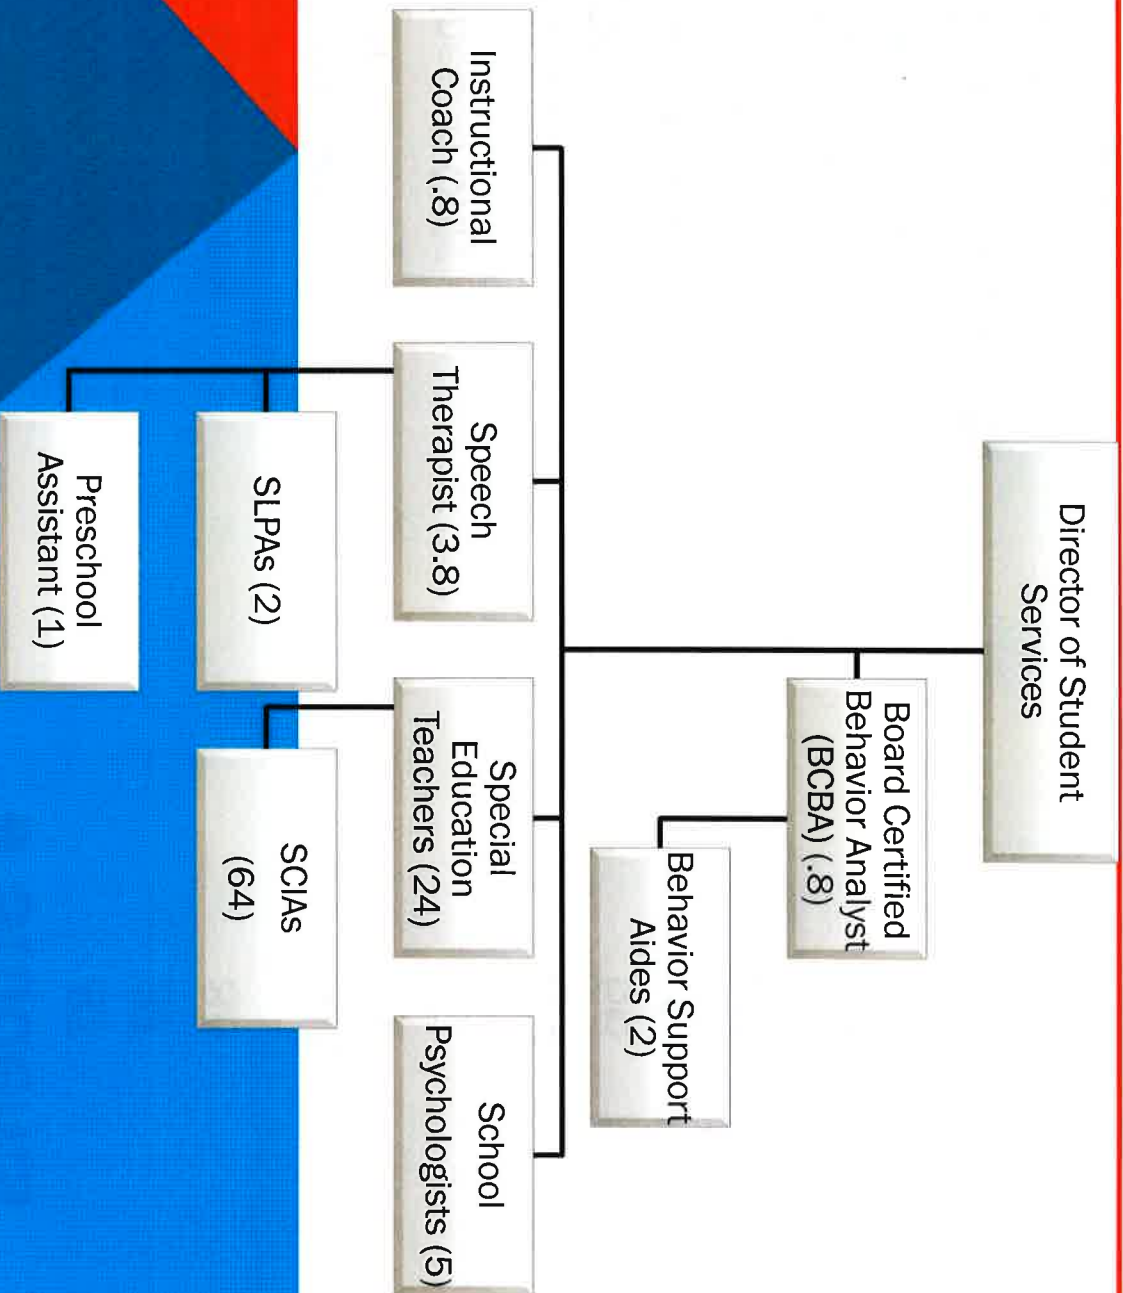 Director of Student
Services
Board Certified
Behavior Analyst
(BCBA) (.8)
Behavior Support
Aides (2)
Instructional
Coach (.8)
Speech
Therapist (3.8)
Special
Education
Teachers (24)
School
Psychologists (5)
SLPAs (2)
SCIAs
(64)
Preschool
Assistant (1)